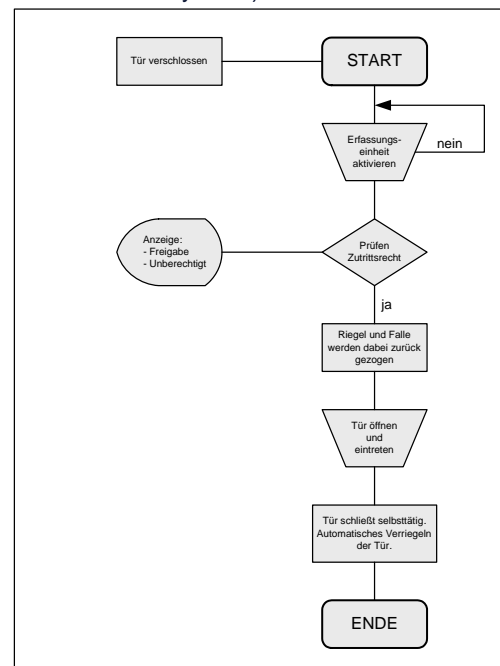 Tür verschlossen
START
Erfassungs-
einheit
aktivieren
nein
Anzeige:
- Freigabe
- Unberechtigt
Prüfen
Zutrittsrecht
ja
Riegel und Falle
werden dabei zurück
gezogen
Tür öffnen
und
eintreten
Tür schließt selbsttätig.
Automatisches Verriegeln
der Tür.
ENDE